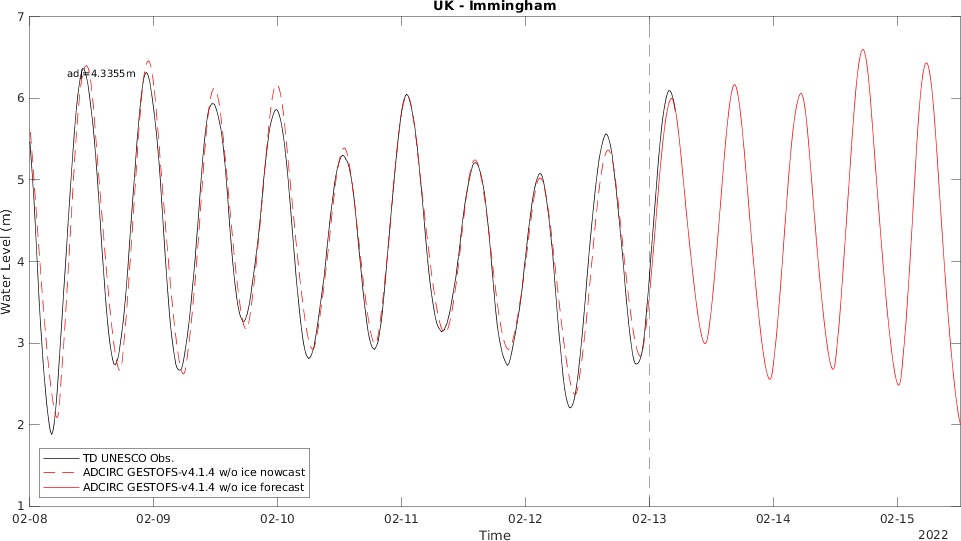 UK - Immingham
7
6
5
4
3
2
1
Water Level (m)
adj=4.3355m
TD UNESCO Obs.
ADCIRC GESTOFS-v4.1.4 w/o ice nowcast
ADCIRC GESTOFS-v4.1.4 w/o ice forecast
02-08 02-09 02-10 02-11 02-12 02-13 02-14 02-15
Time
2022